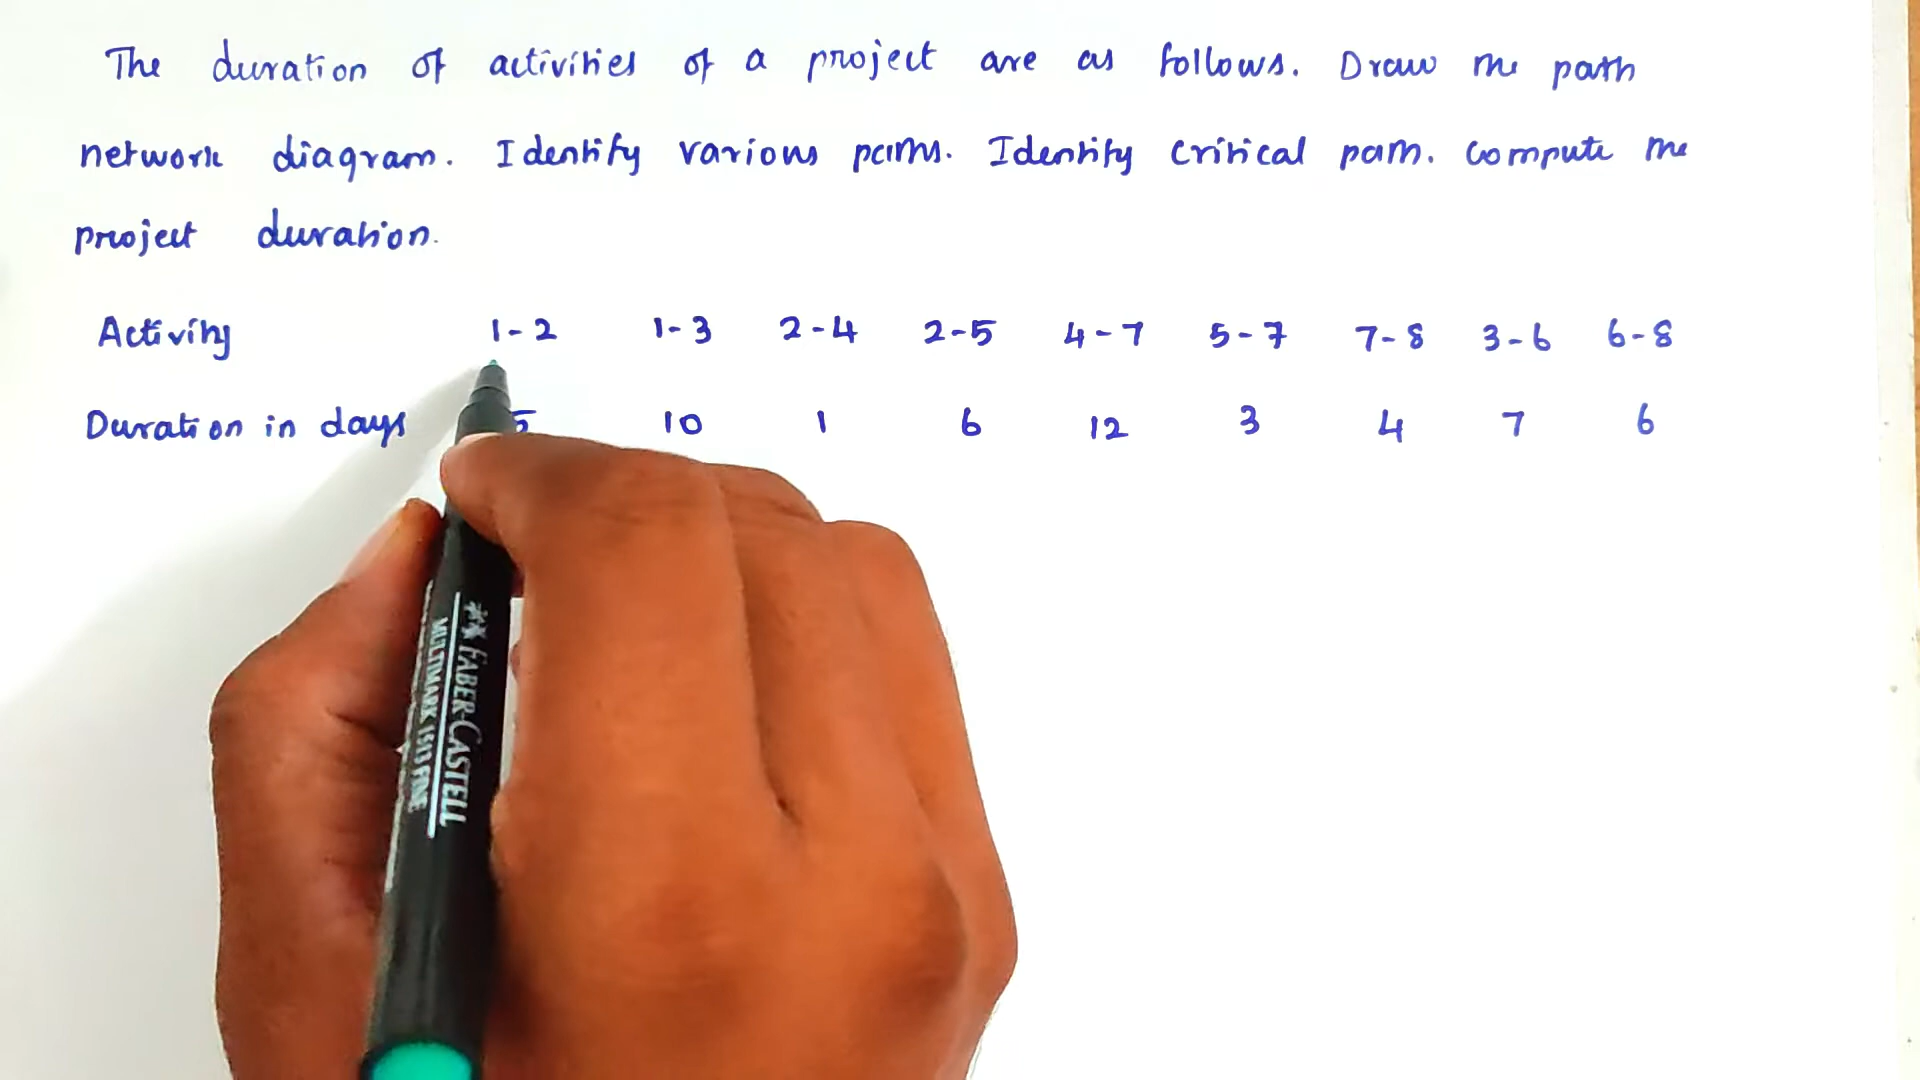 The duration of activities of a project are as follows. Draw the path
network diagram. Identify various paths. Identify critical path. Compute the
project duration.
Activity 1-2 1-3 2-4 2-5 4-7 5-7 7-8 3-6 6-8
Duration in days 5 10 1 6 12 3 4 7 6
FABER-CASTELL
MULTIMARK 1513 FINE